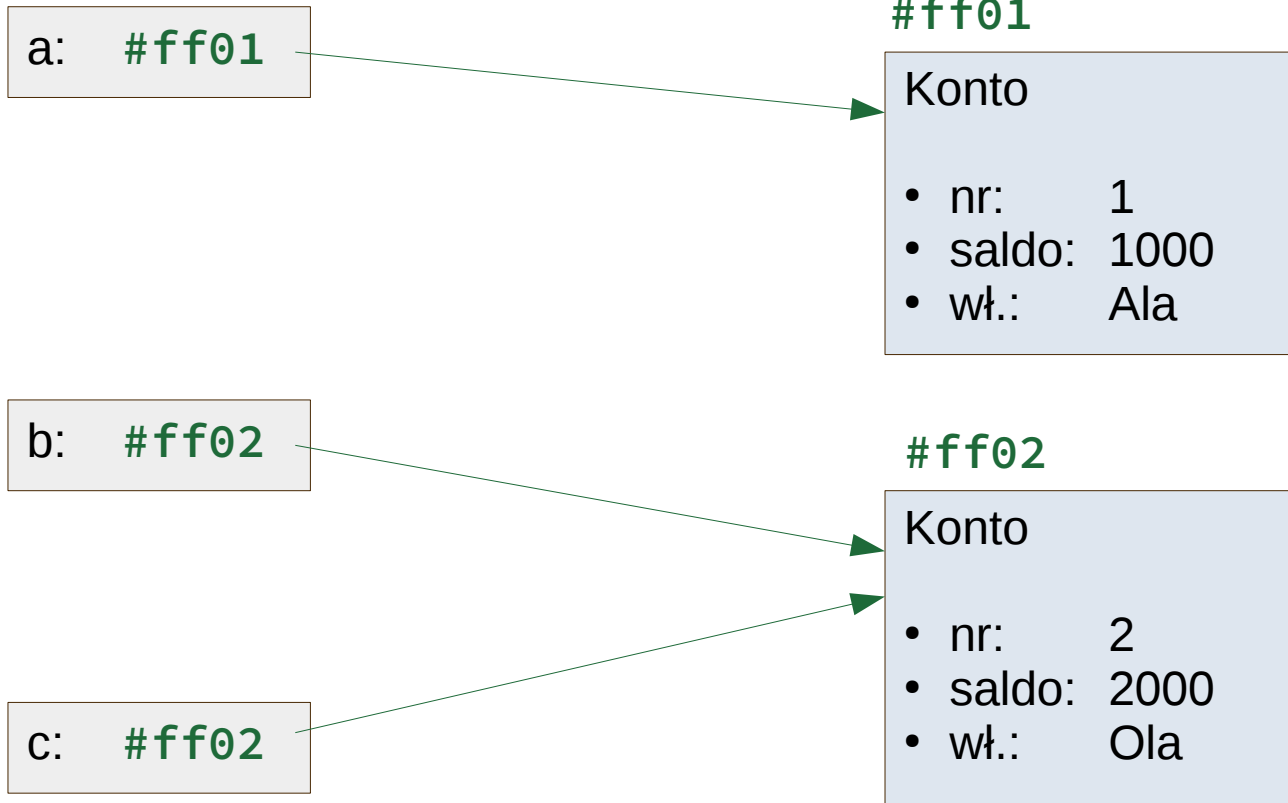 a: #ff01
#ff01
Konto
• nr: 1
• saldo: 1000
• wł.: Ala
b: #ff02
#ff02
Konto
• nr: 2
• saldo: 2000
• wł.: Ola
c: #ff02